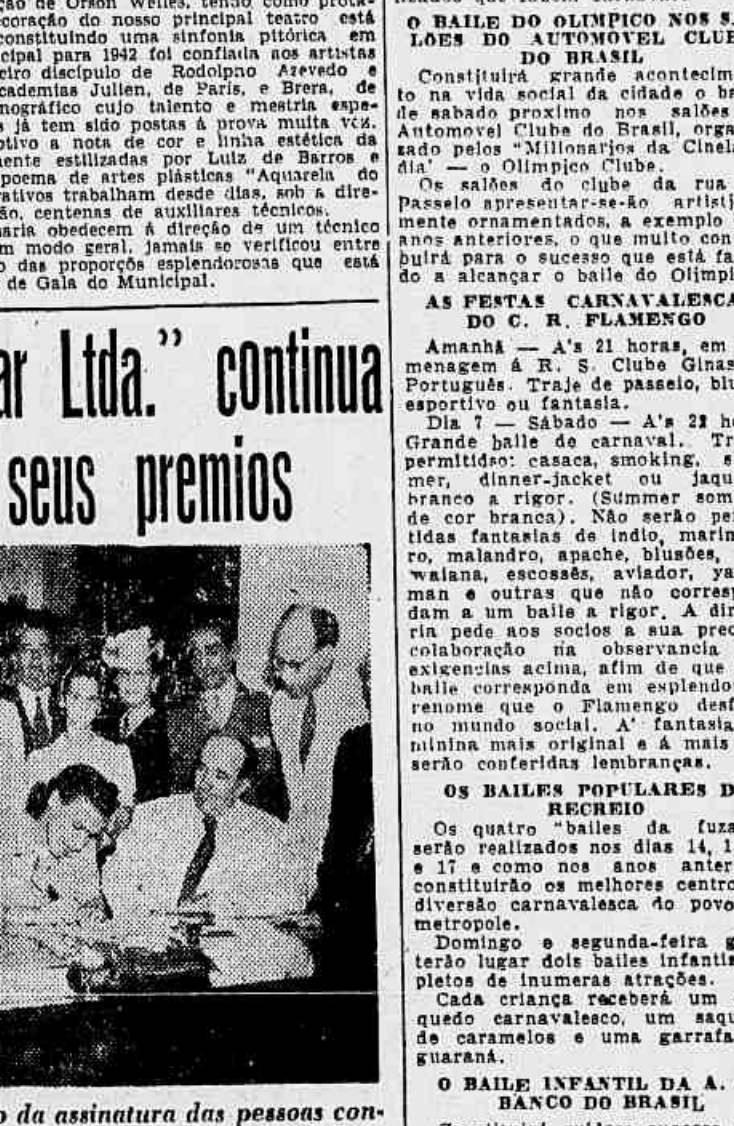 ção de Orson Welles, tendo como prota-
ecoração do nosso principal teatro está
constituindo uma sinfonia pitórica em
cipal para 1942 foi confiada aos artistas
eiro discípulo de Rodolpho Azevedo e
cademias Julien, de Paris, e Brera, de
nográfico cujo talento e mestria espe-
s já tem sido postas á prova muita vez.
otivo a nota de cor e linha estética da
mente estilizadas por Luiz de Barros e
poema de artes plásticas "Aquarela do
rativos trabalham desde dias, sob a dire-
ão, centenas de auxiliares técnicos.
naria obedecem á direção de um técnico
m modo geral, jamais se verificou entre
o das proporçôs esplendorosas que está
de Gala do Municipal.
ar Ltda." continua
seus premios
o da assinatura das pessoas con-
O BAILE DO OLIMPICO NOS SA
LÕES DO AUTOMOVEL CLUB
DO BRASIL
Constituirá grande acontecim
to na vida social da cidade o ba
de sabado proximo nos salões
Automovel Clube do Brasil, orga
sado pelos "Milionarios da Cinela
dia' — o Olimpico Clube.
Os salões do clube da rua
Passeio apresentar-se-ão artisti
mente ornamentados, a exemplo
anos anteriores, o que muito con
buirá para o sucesso que está fa
do a alcançar o baile do Olimpi
AS FESTAS CARNAVALESCA
DO C. R. FLAMENGO
Amanhã — A's 21 horas, em
menagem á R. S. Clube Ginas
Português. Traje de passeio, blu
esportivo ou fantasia.
Dia 7 — Sábado — A's 22 ho
Grande baile de carnaval. Tr
permitidso: casaca, smoking, s
mer, dinner-jacket ou jaqu
branco a rigor. (Summer som
de cor branca). Não serão per
tidas fantasias de indio, marin
ro, malandro, apache, blusões,
waiana, escossês, aviador, ya
man e outras que não corresp
dam a um baile a rigor. A dir
ria pede aos socios a sua prec
colaboração na observancia
exigencias acima, afim de que
baile corresponda em esplendo
renome que o Flamengo desf
no mundo social. A' fantasia
minina mais original e á mais
serão conferidas lembranças.
OS BAILES POPULARES D
RECREIO
Os quatro "bailes da fuza
serão realizados nos dias 14, 1
e 17 e como nos anos anter
constituirão os melhores centro
diversão carnavalesca do povo
metropole.
Domingo e segunda-feira g
terão lugar dois bailes infantis
pletos de inumeras atrações.
Cada criança receberá um
quedo carnavalesco, um saqu
de caramelos e uma garrafa
guaraná.
O BAILE INFANTIL DA A.
BANCO DO BRASIL